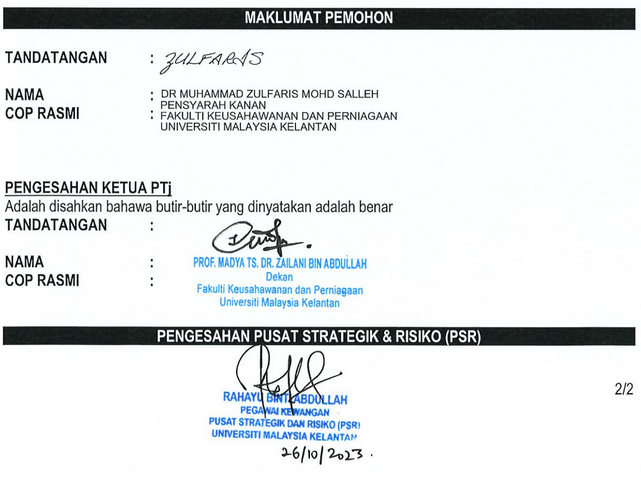 MAKLUMAT PEMOHON
TANDATANGAN : ZULFARIS
NAMA : DR MUHAMMAD ZULFARIS MOHD SALLEH
PENSYARAH KANAN
COP RASMI : FAKULTI KEUSAHAWANAN DAN PERNIAGAAN
UNIVERSITI MALAYSIA KELANTAN
PENGESAHAN KETUA PTj
Adalah disahkan bahawa butir-butir yang dinyatakan adalah benar
TANDATANGAN :
NAMA : PROF. MADYA TS. DR. ZAILANI BIN ABDULLAH
Dekan
COP RASMI : Fakulti Keusahawanan dan Perniagaan
Universiti Malaysia Kelantan
PENGESAHAN PUSAT STRATEGIK & RISIKO (PSR)
2/2
RAHAYU BINTI ABDULLAH
PEGAWAI KEWANGAN
PUSAT STRATEGIK DAN RISIKO (PSR)
UNIVERSITI MALAYSIA KELANTAN
26/10/2023.